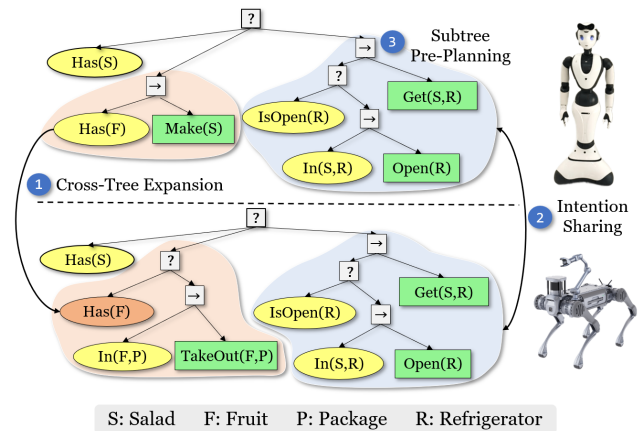 ?
3 Subtree
Pre-Planning
→
Has(S)
?
→
Get(S,R)
IsOpen(R)
→
Has(F)
Make(S)
In(S,R)
Open(R)
1 Cross-Tree Expansion
2 Intention
Sharing
?
→
Has(S)
?
?
Get(S,R)
→
Has(F)
IsOpen(R)
→
In(F,P)
TakeOut(F,P)
In(S,R)
Open(R)
S: Salad F: Fruit P: Package R: Refrigerator